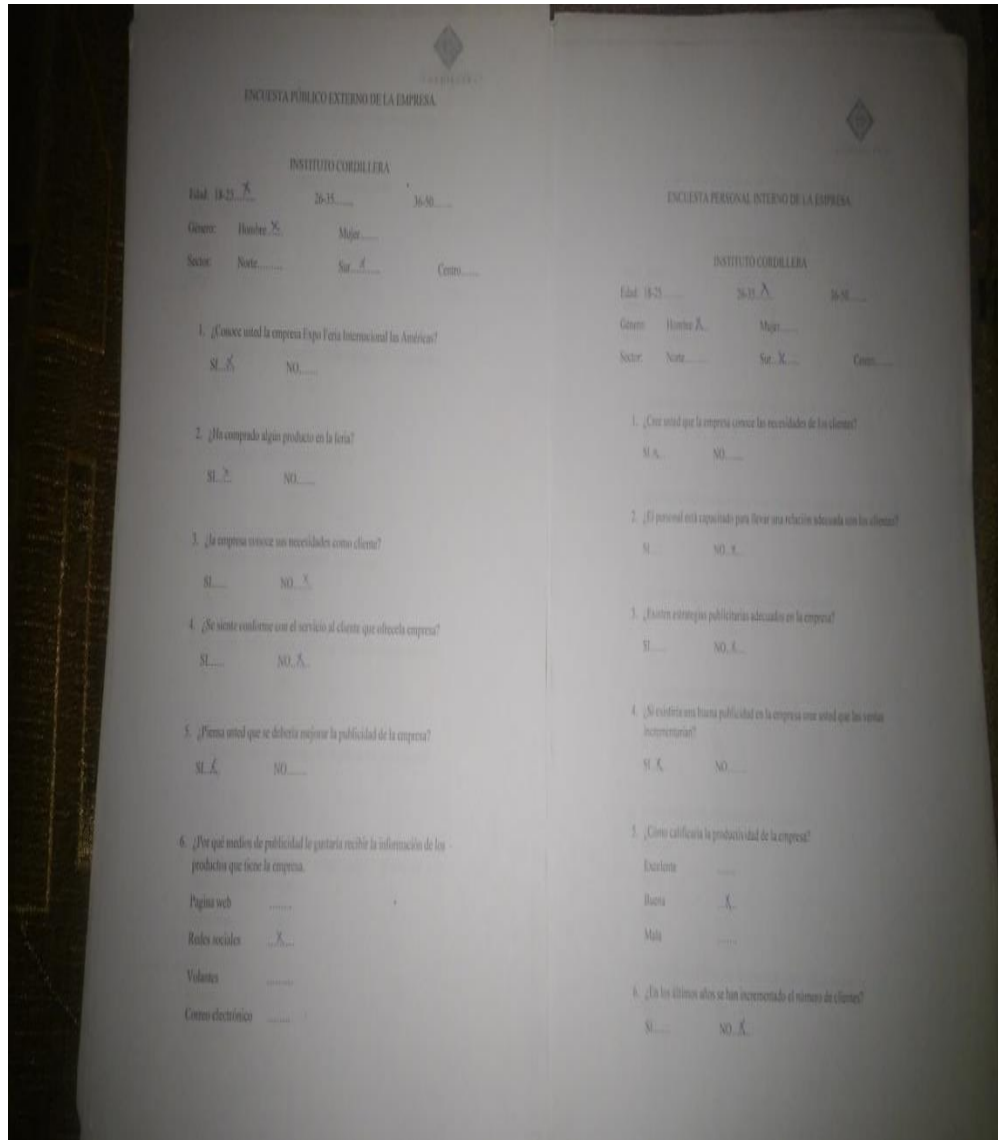 ENCUESTA PÚBLICO EXTERNO DE LA EMPRESA.
INSTITUTO CORDILLERA
Edad: 18-25...X... 26-35........ 36-50........
Género: Hombre.X.. Mujer.......
Sector: Norte.......... Sur...X..... Centro.......
1. ¿Conoce usted la empresa Expo Feria Internacional las Américas?
SI...X NO.......
2. ¿Ha comprado algún producto en la feria?
SI...X. NO.......
3. ¿la empresa conoce sus necesidades como cliente?
SI....... NO...X.
4. ¿Se siente conforme con el servicio al cliente que ofrecela empresa?
SI....... NO..X..
5. ¿Piensa usted que se debería mejorar la publicidad de la empresa?
SI..X. NO.......
6. ¿Por qué medios de publicidad le gustaría recibir la información de los
productos que tiene la empresa.
Pagina web ........
Redes sociales ...X....
Volantes .........
Correo electrónico ........
ENCUESTA PERSONAL INTERNO DE LA EMPRESA.
INSTITUTO CORDILLERA
Edad: 18-25........ 26-35..X 36-50.......
Género: Hombre X.. Mujer.......
Sector: Norte.......... Sur...X..... Centro.......
1. ¿Cree usted que la empresa conoce las necesidades de los clientes?
SI.X.. NO.......
2. ¿El personal está capacitado para llevar una relación adecuada con los clientes?
SI..... NO..X..
3. ¿Existen estrategias publicitarias adecuados en la empresa?
SI....... NO..X...
4. ¿Si existiría una buena publicidad en la empresa cree usted que las ventas
incrementarían?
SI..X. NO.......
5. ¿Cómo calificaría la productividad de la empresa?
Excelente .......
Buena ..X...
Mala .......
6. ¿En los últimos años se han incrementado el número de clientes?
SI....... NO..X..